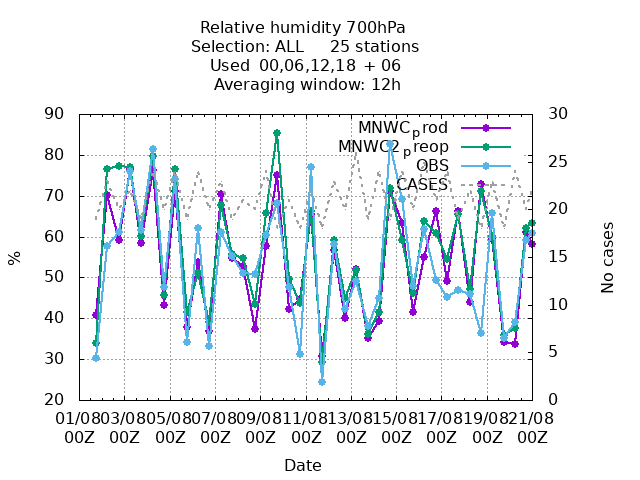 Relative humidity 700hPa
Selection: ALL 25 stations
Used 00,06,12,18 + 06
Averaging window: 12h
90 30
MNWCprod
80 MNWC2preop 25
OBS
70 CASES 20
60 15
50
40 10
30 5
20 0
%
No cases
01/08 03/08 05/08 07/08 09/08 11/08 13/08 15/08 17/08 19/08 21/08
00Z 00Z 00Z 00Z 00Z 00Z 00Z 00Z 00Z 00Z 00Z
Date